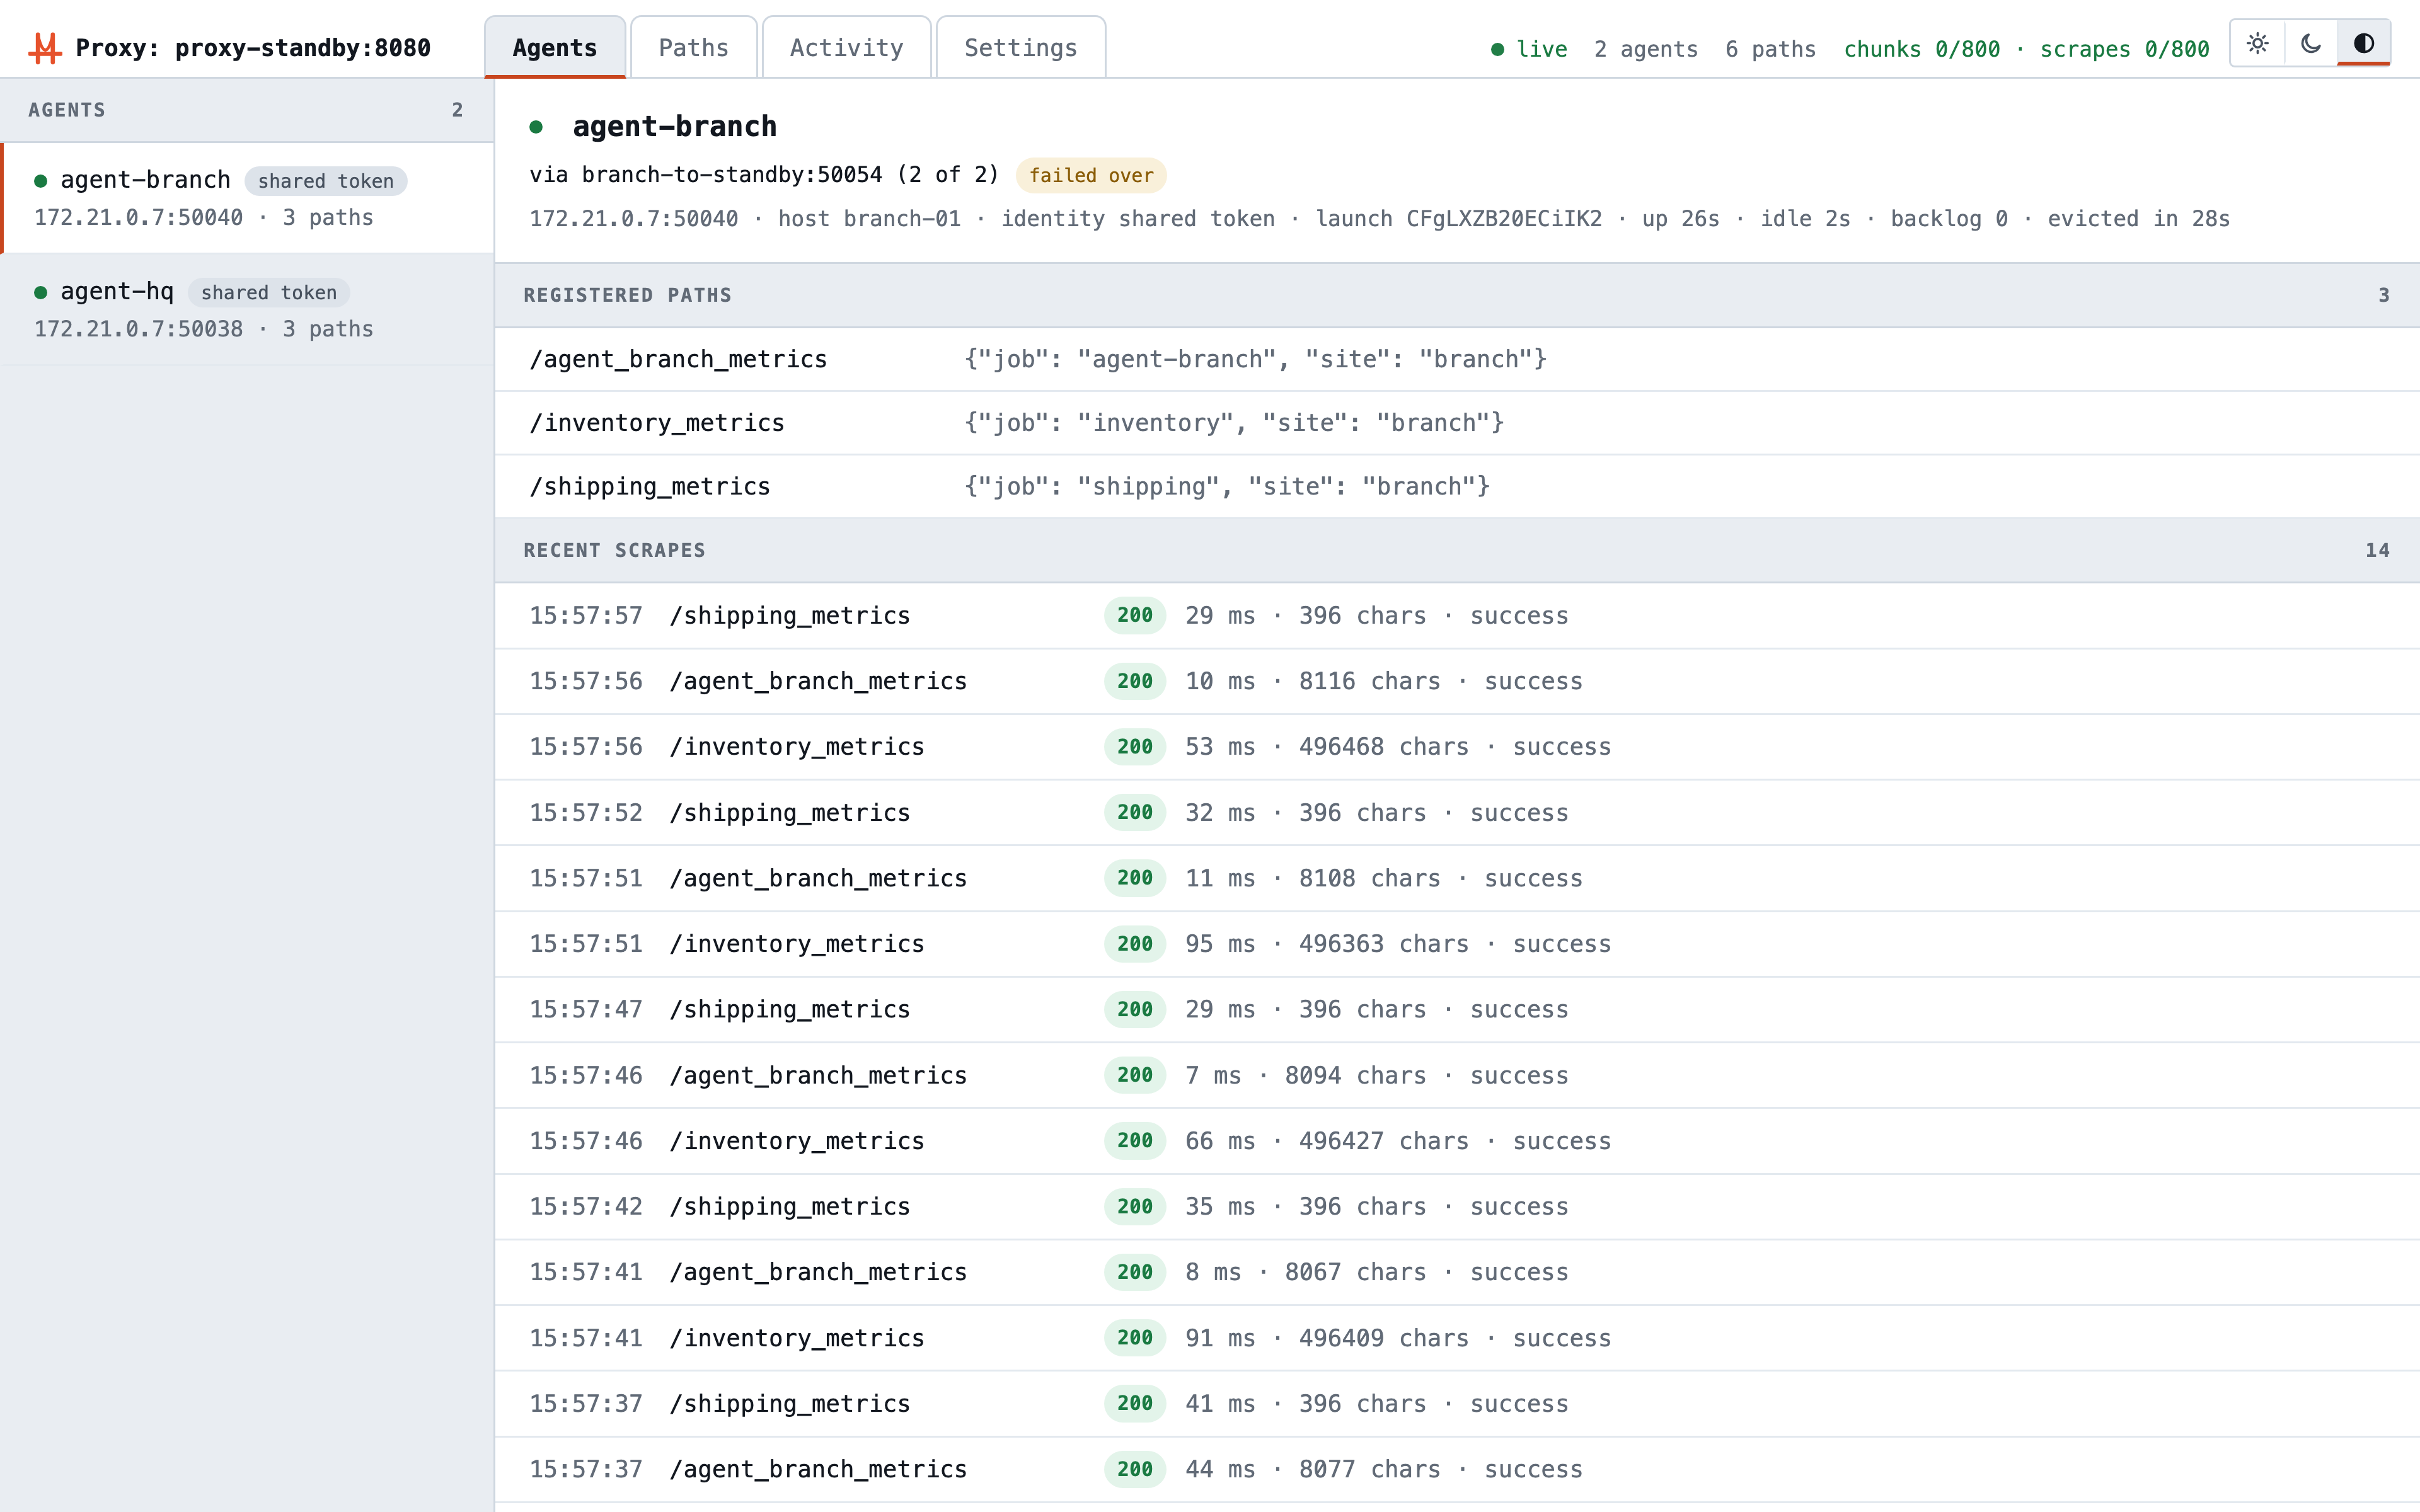 Proxy: proxy-standby:8080 Agents Paths Activity Settings live 2 agents 6 paths chunks 0/800 · scrapes 0/800
AGENTS 2
agent-branch shared token
172.21.0.7:50040 · 3 paths
agent-hq shared token
172.21.0.7:50038 · 3 paths
agent-branch
via branch-to-standby:50054 (2 of 2) failed over
172.21.0.7:50040 · host branch-01 · identity shared token · launch CFgLXZB20ECiIK2 · up 26s · idle 2s · backlog 0 · evicted in 28s
REGISTERED PATHS 3
/agent_branch_metrics {"job": "agent-branch", "site": "branch"}
/inventory_metrics {"job": "inventory", "site": "branch"}
/shipping_metrics {"job": "shipping", "site": "branch"}
RECENT SCRAPES 14
15:57:57 /shipping_metrics 200 29 ms · 396 chars · success
15:57:56 /agent_branch_metrics 200 10 ms · 8116 chars · success
15:57:56 /inventory_metrics 200 53 ms · 496468 chars · success
15:57:52 /shipping_metrics 200 32 ms · 396 chars · success
15:57:51 /agent_branch_metrics 200 11 ms · 8108 chars · success
15:57:51 /inventory_metrics 200 95 ms · 496363 chars · success
15:57:47 /shipping_metrics 200 29 ms · 396 chars · success
15:57:46 /agent_branch_metrics 200 7 ms · 8094 chars · success
15:57:46 /inventory_metrics 200 66 ms · 496427 chars · success
15:57:42 /shipping_metrics 200 35 ms · 396 chars · success
15:57:41 /agent_branch_metrics 200 8 ms · 8067 chars · success
15:57:41 /inventory_metrics 200 91 ms · 496409 chars · success
15:57:37 /shipping_metrics 200 41 ms · 396 chars · success
15:57:37 /agent_branch_metrics 200 44 ms · 8077 chars · success